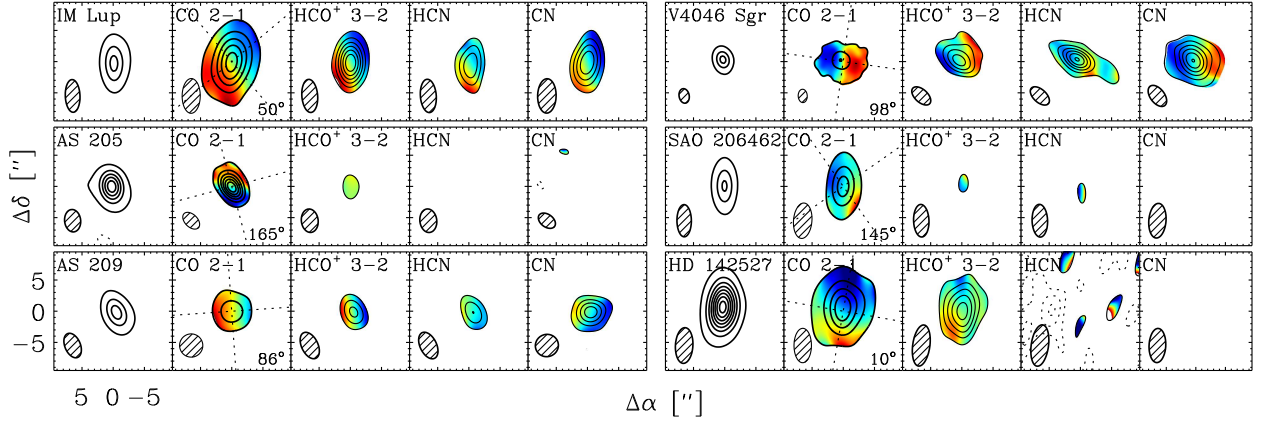 IM Lup CO 2-1 HCO⁺ 3-2 HCN CN V4046 Sgr CO 2-1 HCO⁺ 3-2 HCN CN
50° 98°
AS 205 CO 2-1 HCO⁺ 3-2 HCN CN SAO 206462 CO 2-1 HCO⁺ 3-2 HCN CN
Δδ ["]
165° 145°
AS 209 CO 2-1 HCO⁺ 3-2 HCN CN HD 142527 CO 2-1 HCO⁺ 3-2 HCN CN
5
0
−5
86° 10°
5 0 −5
Δα ["]